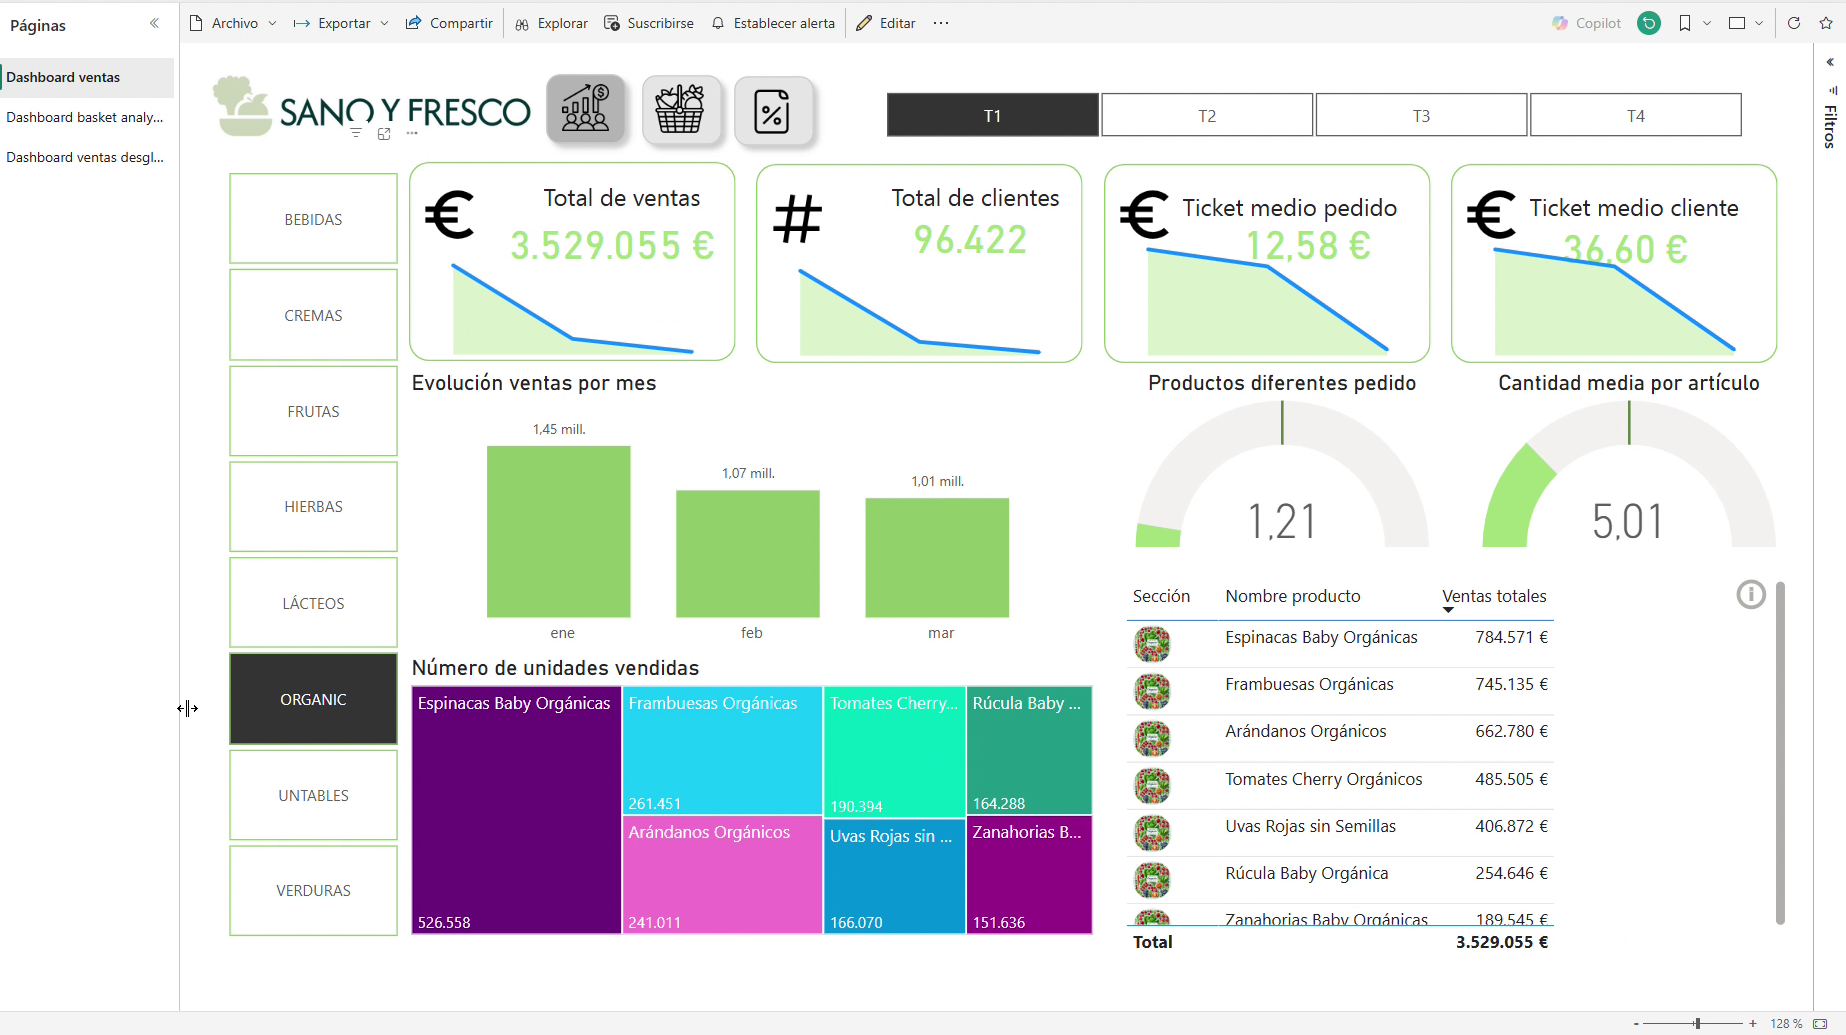 Páginas
Archivo
Exportar
Compartir
Explorar
Suscribirse
Establecer alerta
Editar
Copilot
Dashboard ventas
Dashboard basket analy...
Dashboard ventas desgl...
SANO Y FRESCO
T1
T2
T3
T4
Filtros
BEBIDAS
CREMAS
FRUTAS
HIERBAS
LÁCTEOS
ORGANIC
UNTABLES
VERDURAS
€
Total de ventas
3.529.055 €
#
Total de clientes
96.422
€
Ticket medio pedido
12,58 €
€
Ticket medio cliente
36,60 €
Evolución ventas por mes
1,45 mill.
1,07 mill.
1,01 mill.
ene
feb
mar
Productos diferentes pedido
1,21
Cantidad media por artículo
5,01
Número de unidades vendidas
Espinacas Baby Orgánicas
526.558
Frambuesas Orgánicas
261.451
Arándanos Orgánicos
241.011
Tomates Cherry...
190.394
Uvas Rojas sin ...
166.070
Rúcula Baby ...
164.288
Zanahorias B...
151.636
Sección Nombre producto Ventas totales
Espinacas Baby Orgánicas 784.571 €
Frambuesas Orgánicas 745.135 €
Arándanos Orgánicos 662.780 €
Tomates Cherry Orgánicos 485.505 €
Uvas Rojas sin Semillas 406.872 €
Rúcula Baby Orgánica 254.646 €
Zanahorias Baby Orgánicas 189.545 €
Total 3.529.055 €
128 %